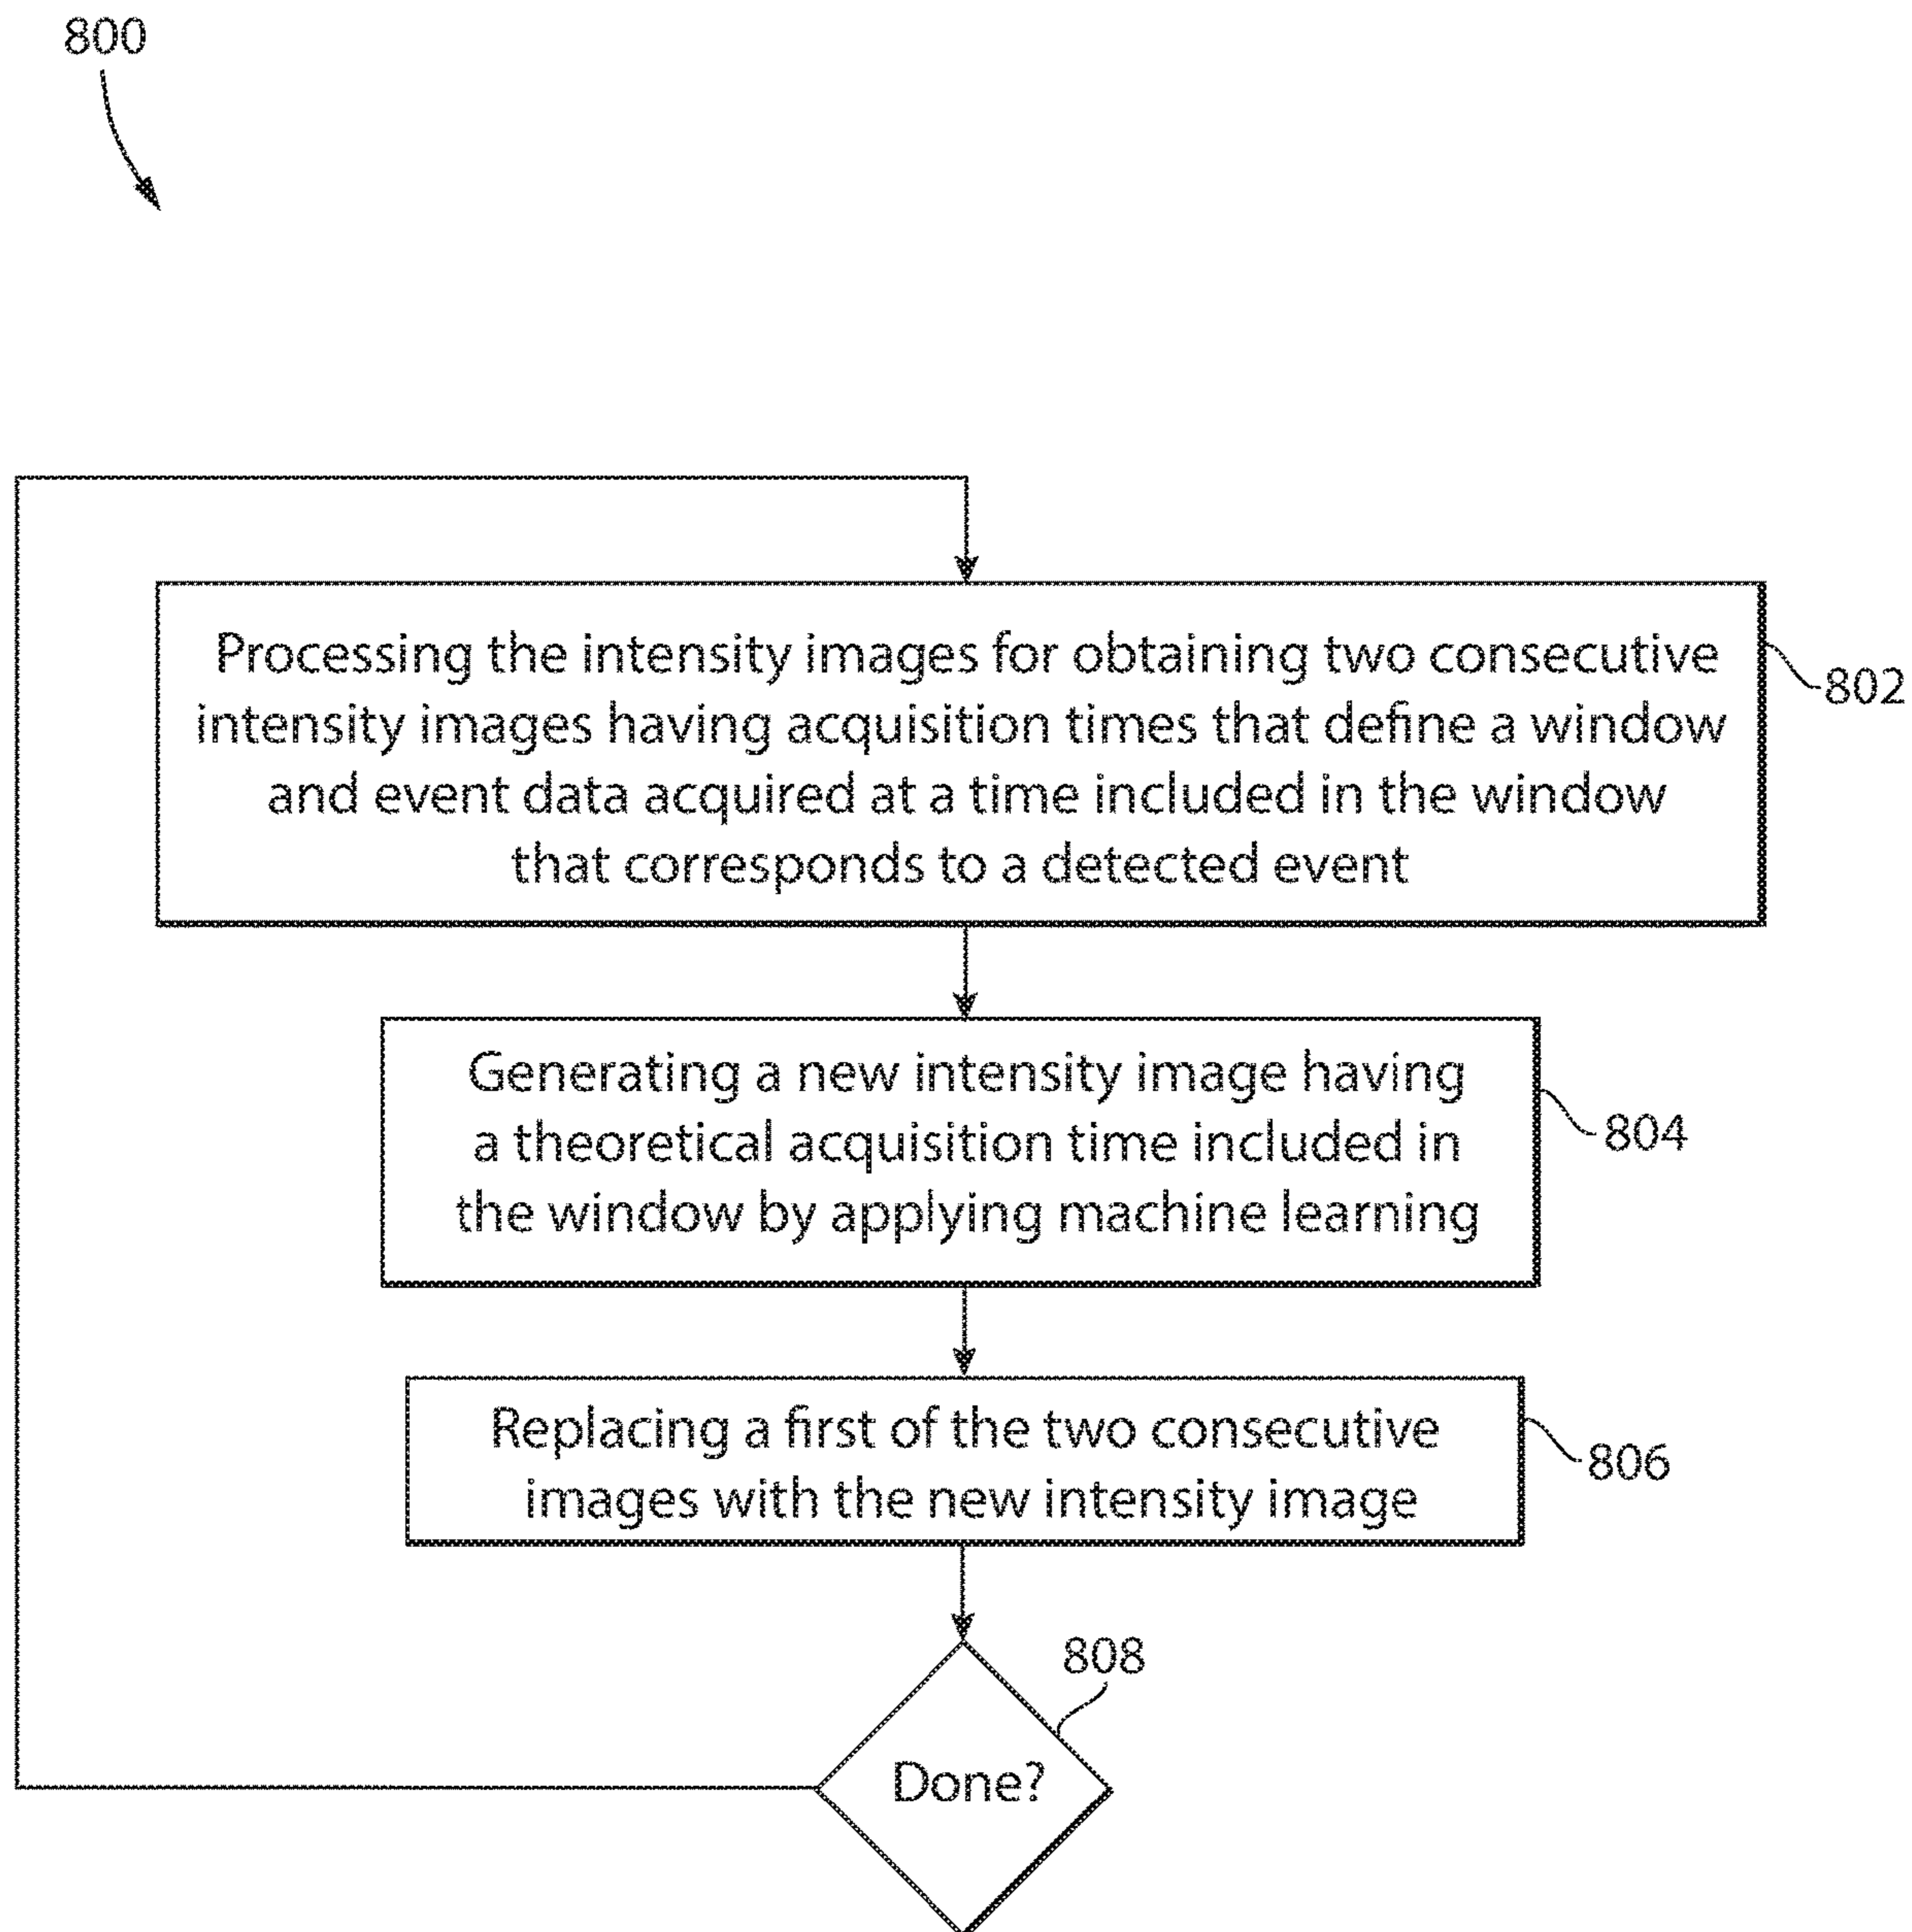 800
Processing the intensity images for obtaining two consecutive
intensity images having acquisition times that define a window
and event data acquired at a time included in the window
that corresponds to a detected event
802
Generating a new intensity image having
a theoretical acquisition time included in
the window by applying machine learning
804
Replacing a first of the two consecutive
images with the new intensity image
806
808
Done?